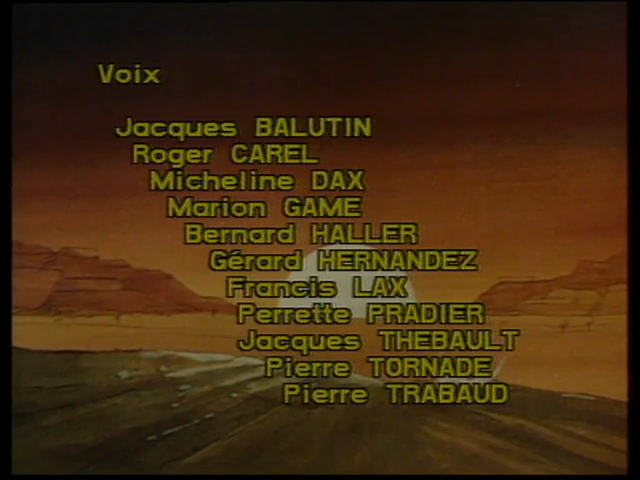 Voix
Jacques BALUTIN
Roger CAREL
Micheline DAX
Marion GAME
Bernard HALLER
Gérard HERNANDEZ
Francis LAX
Perrette PRADIER
Jacques THEBAULT
Pierre TORNADE
Pierre TRABAUD